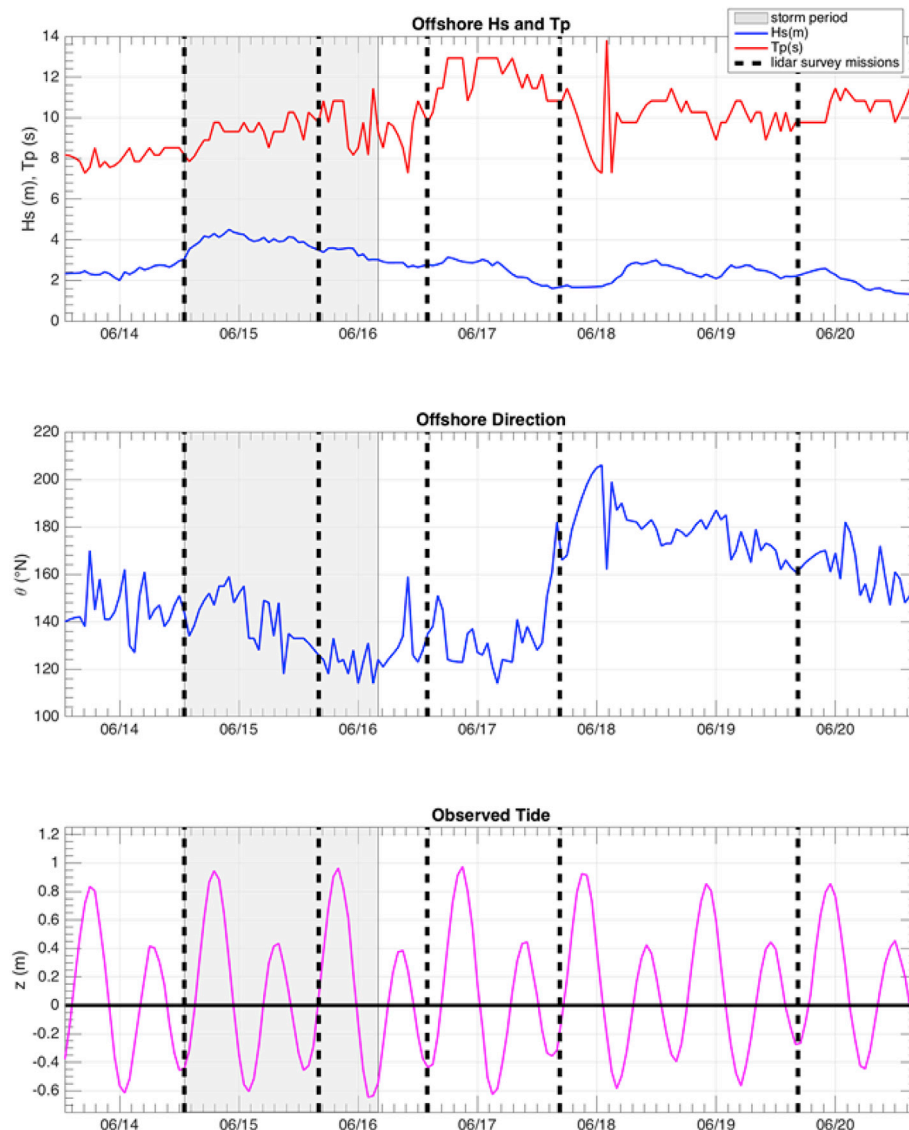 Offshore Hs and Tp
storm period
Hs(m)
Tp(s)
lidar survey missions
Hs (m), Tp (s)
14
12
10
8
6
4
2
0
06/14 06/15 06/16 06/17 06/18 06/19 06/20
Offshore Direction
θ (°N)
220
200
180
160
140
120
100
06/14 06/15 06/16 06/17 06/18 06/19 06/20
Observed Tide
z (m)
1.2
1
0.8
0.6
0.4
0.2
0
-0.2
-0.4
-0.6
06/14 06/15 06/16 06/17 06/18 06/19 06/20